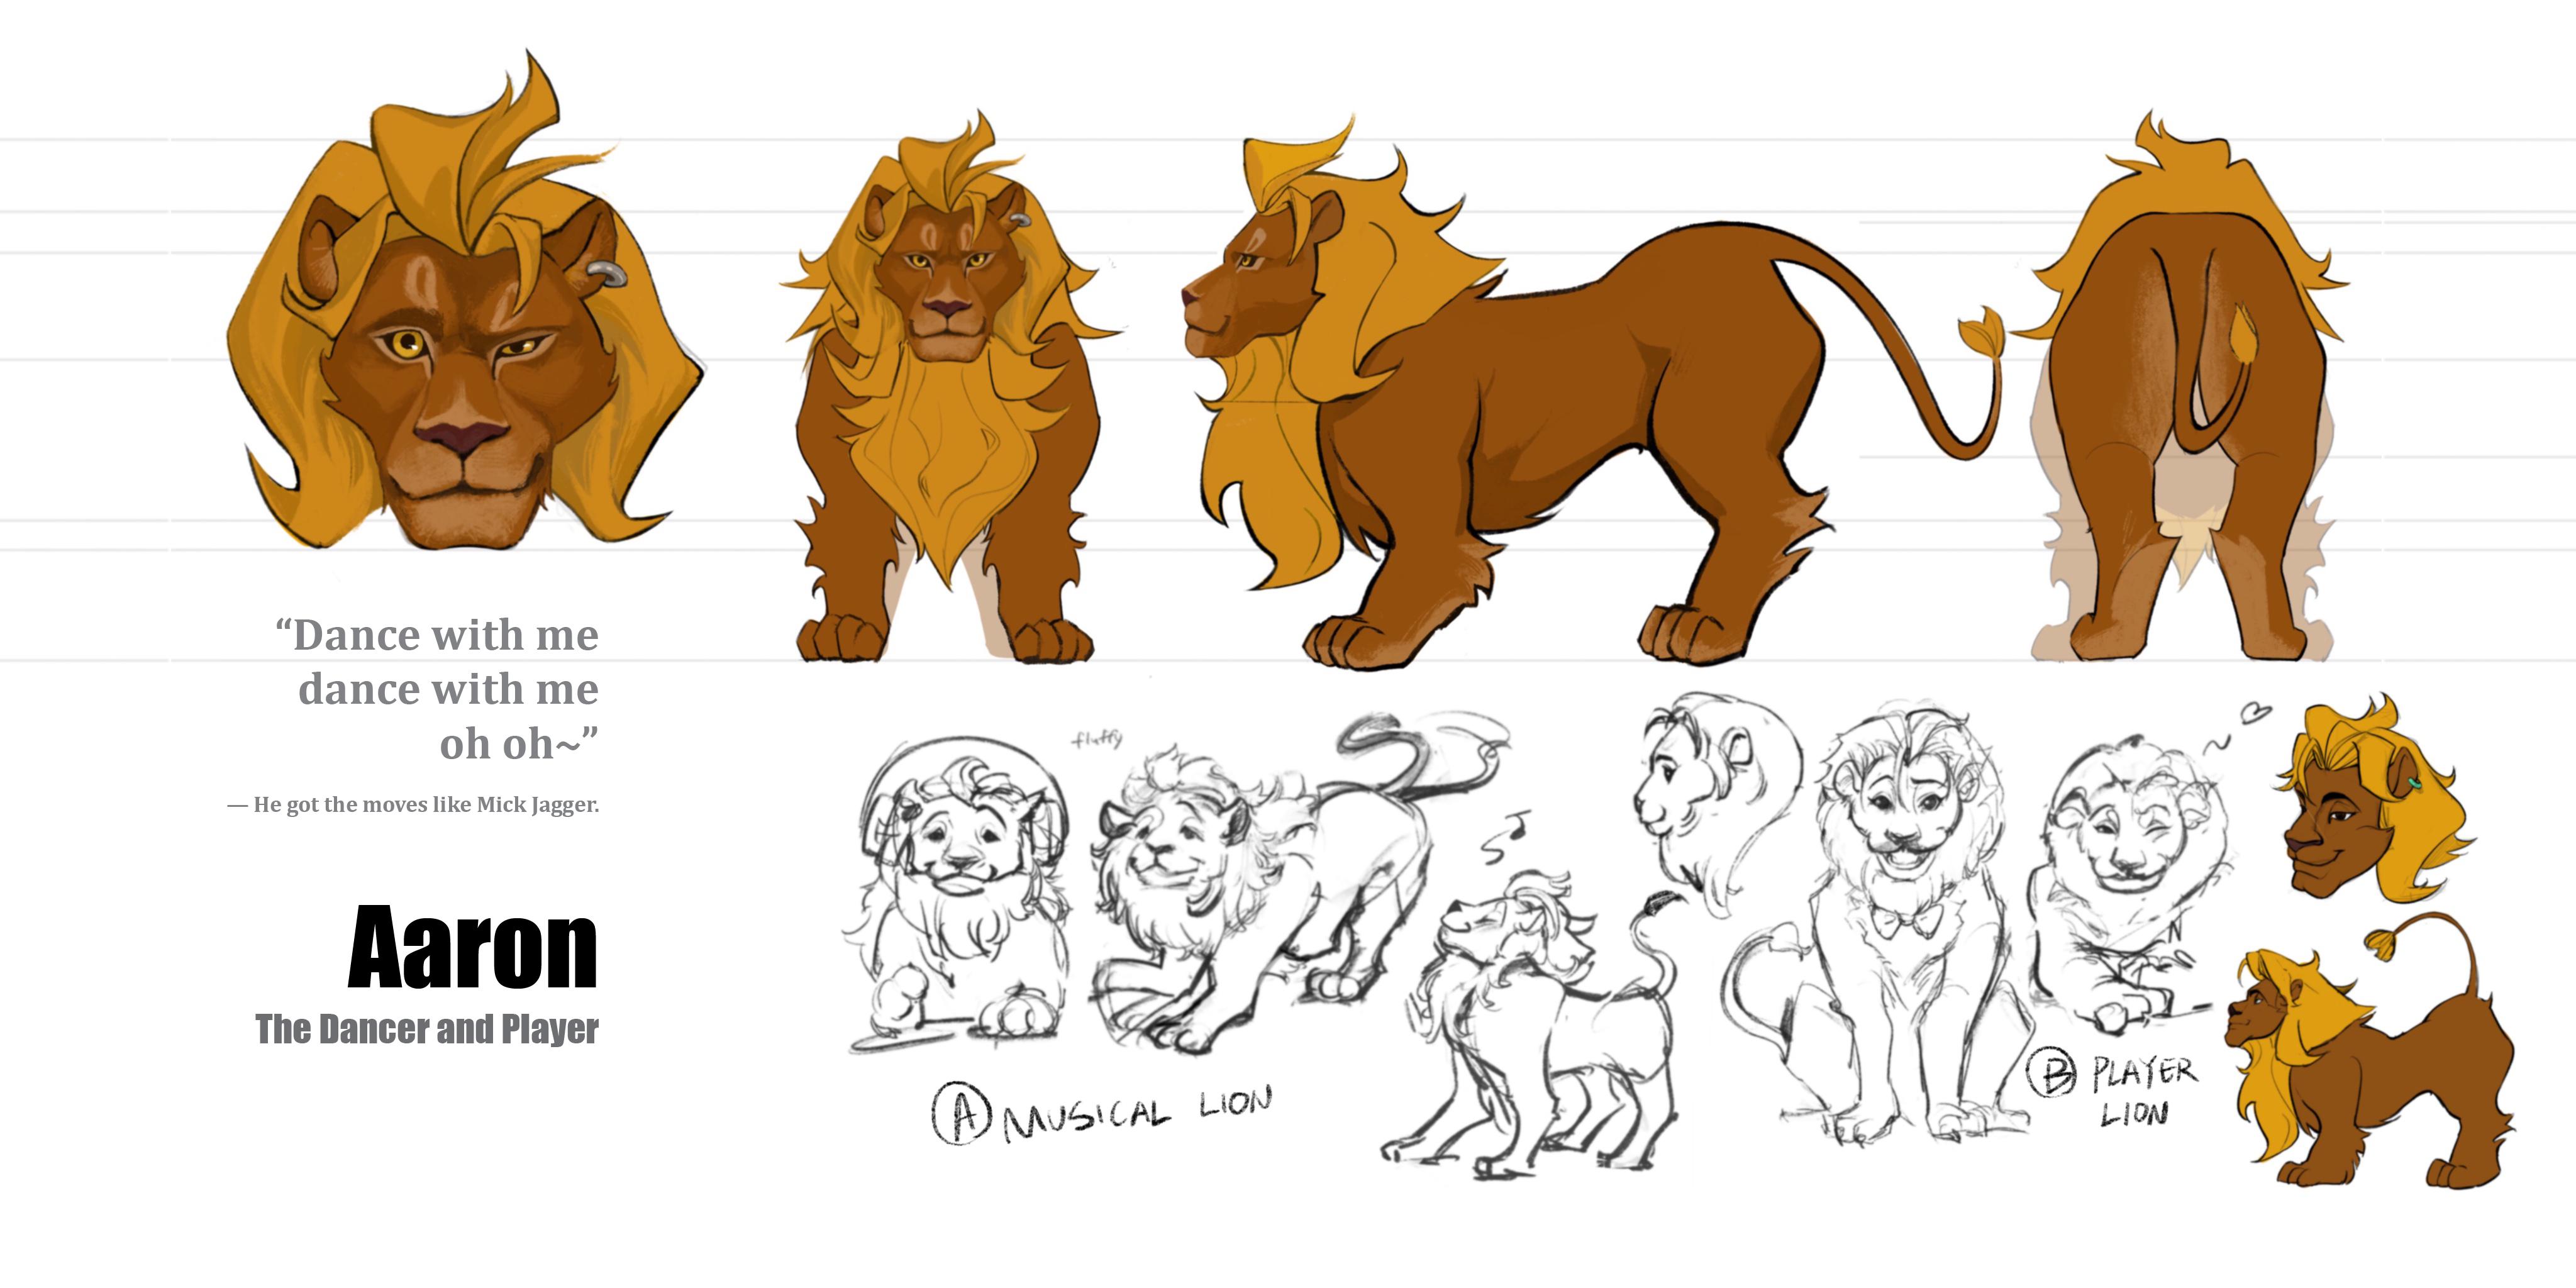 “Dance with me
dance with me
oh oh~”
— He got the moves like Mick Jagger.
Aaron
The Dancer and Player
fluffy
A MUSICAL LION
B PLAYER
LION